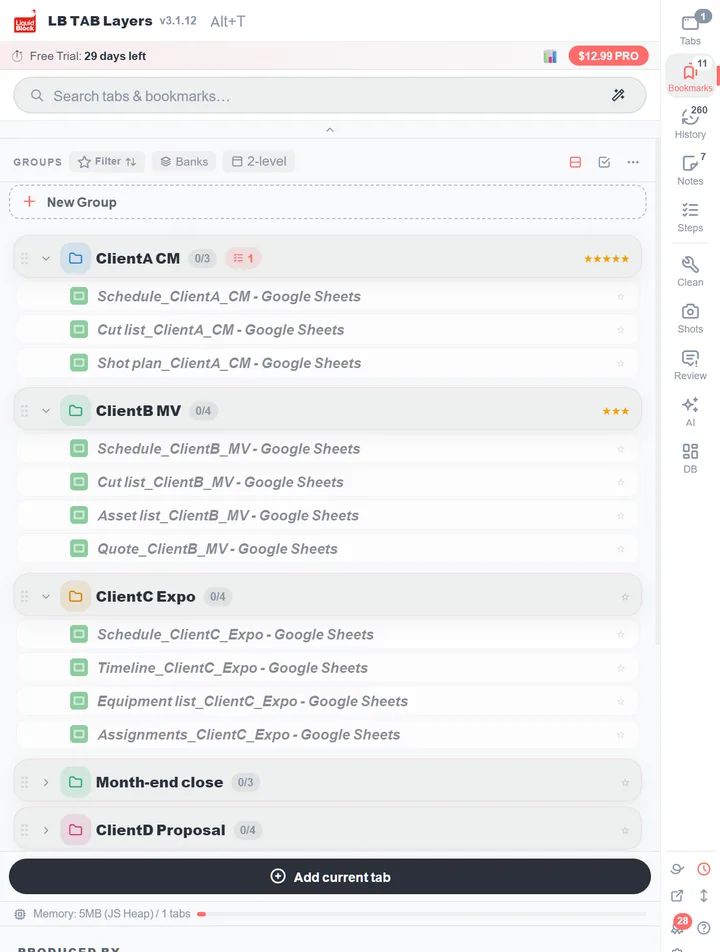 Liquid Block LB TAB Layers v3.1.12 Alt+T
Free Trial: 29 days left $12.99 PRO
Search tabs & bookmarks…
GROUPS Filter Banks 2-level
New Group
ClientA CM 0/3 1 ★★★★★
Schedule_ClientA_CM - Google Sheets
Cut list_ClientA_CM - Google Sheets
Shot plan_ClientA_CM - Google Sheets
ClientB MV 0/4 ★★★
Schedule_ClientB_MV - Google Sheets
Cut list_ClientB_MV - Google Sheets
Asset list_ClientB_MV - Google Sheets
Quote_ClientB_MV - Google Sheets
ClientC Expo 0/4
Schedule_ClientC_Expo - Google Sheets
Timeline_ClientC_Expo - Google Sheets
Equipment list_ClientC_Expo - Google Sheets
Assignments_ClientC_Expo - Google Sheets
Month-end close 0/3
ClientD Proposal 0/4
Add current tab
Memory: 5MB (JS Heap) / 1 tabs
PRODUCED BY
1
Tabs
11
Bookmarks
260
History
7
Notes
Steps
Clean
Shots
Review
AI
DB
28